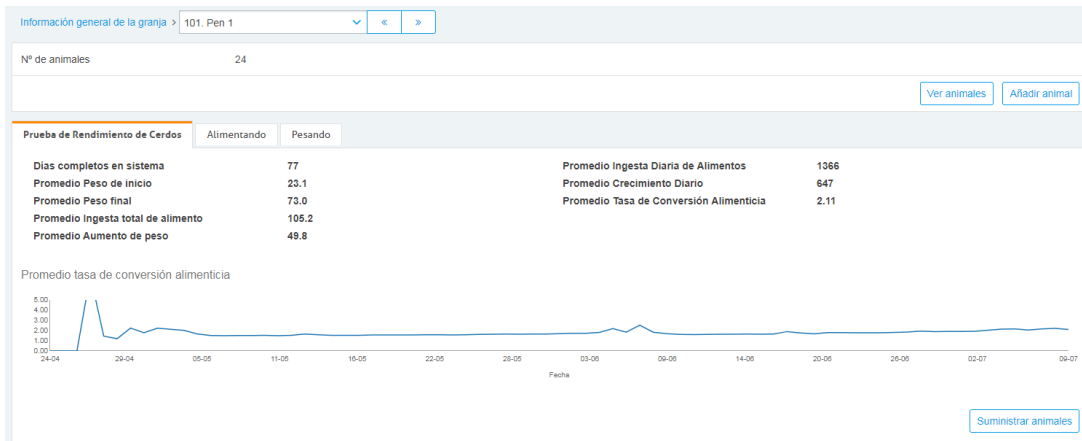 Información general de la granja > 101. Pen 1 « »
Nº de animales 24
Ver animales Añadir animal
Prueba de Rendimiento de Cerdos Alimentando Pesando
Días completos en sistema 77 Promedio Ingesta Diaria de Alimentos 1366
Promedio Peso de inicio 23.1 Promedio Crecimiento Diario 647
Promedio Peso final 73.0 Promedio Tasa de Conversión Alimenticia 2.11
Promedio Ingesta total de alimento 105.2
Promedio Aumento de peso 49.8
Promedio tasa de conversión alimenticia
5.00
4.00
3.00
2.00
1.00
0.00
24-04 29-04 05-05 11-05 16-05 22-05 28-05 03-06 09-06 14-06 20-06 26-06 02-07 09-07
Fecha
Suministrar animales